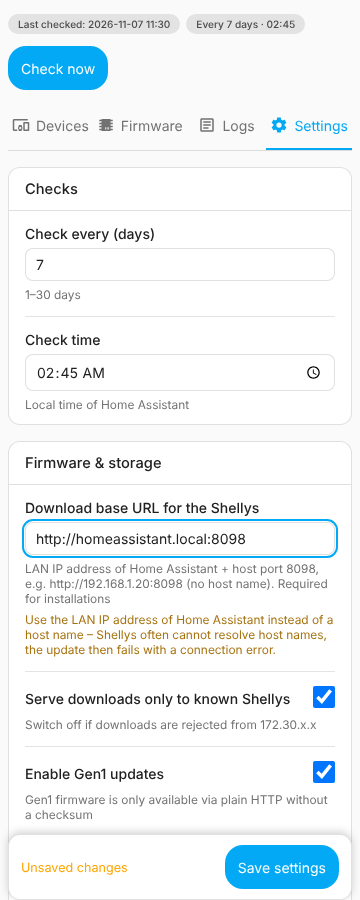 Last checked: 2026-11-07 11:30
Every 7 days · 02:45
Check now
Devices
Firmware
Logs
Settings
Checks
Check every (days)
7
1–30 days
Check time
02:45 AM
Local time of Home Assistant
Firmware & storage
Download base URL for the Shellys
http://homeassistant.local:8098
LAN IP address of Home Assistant + host port 8098,
e.g. http://192.168.1.20:8098 (no host name). Required
for installations
Use the LAN IP address of Home Assistant instead of a
host name – Shellys often cannot resolve host names,
the update then fails with a connection error.
Serve downloads only to known Shellys
Switch off if downloads are rejected from 172.30.x.x
Enable Gen1 updates
Gen1 firmware is only available via plain HTTP without
a checksum
Unsaved changes
Save settings